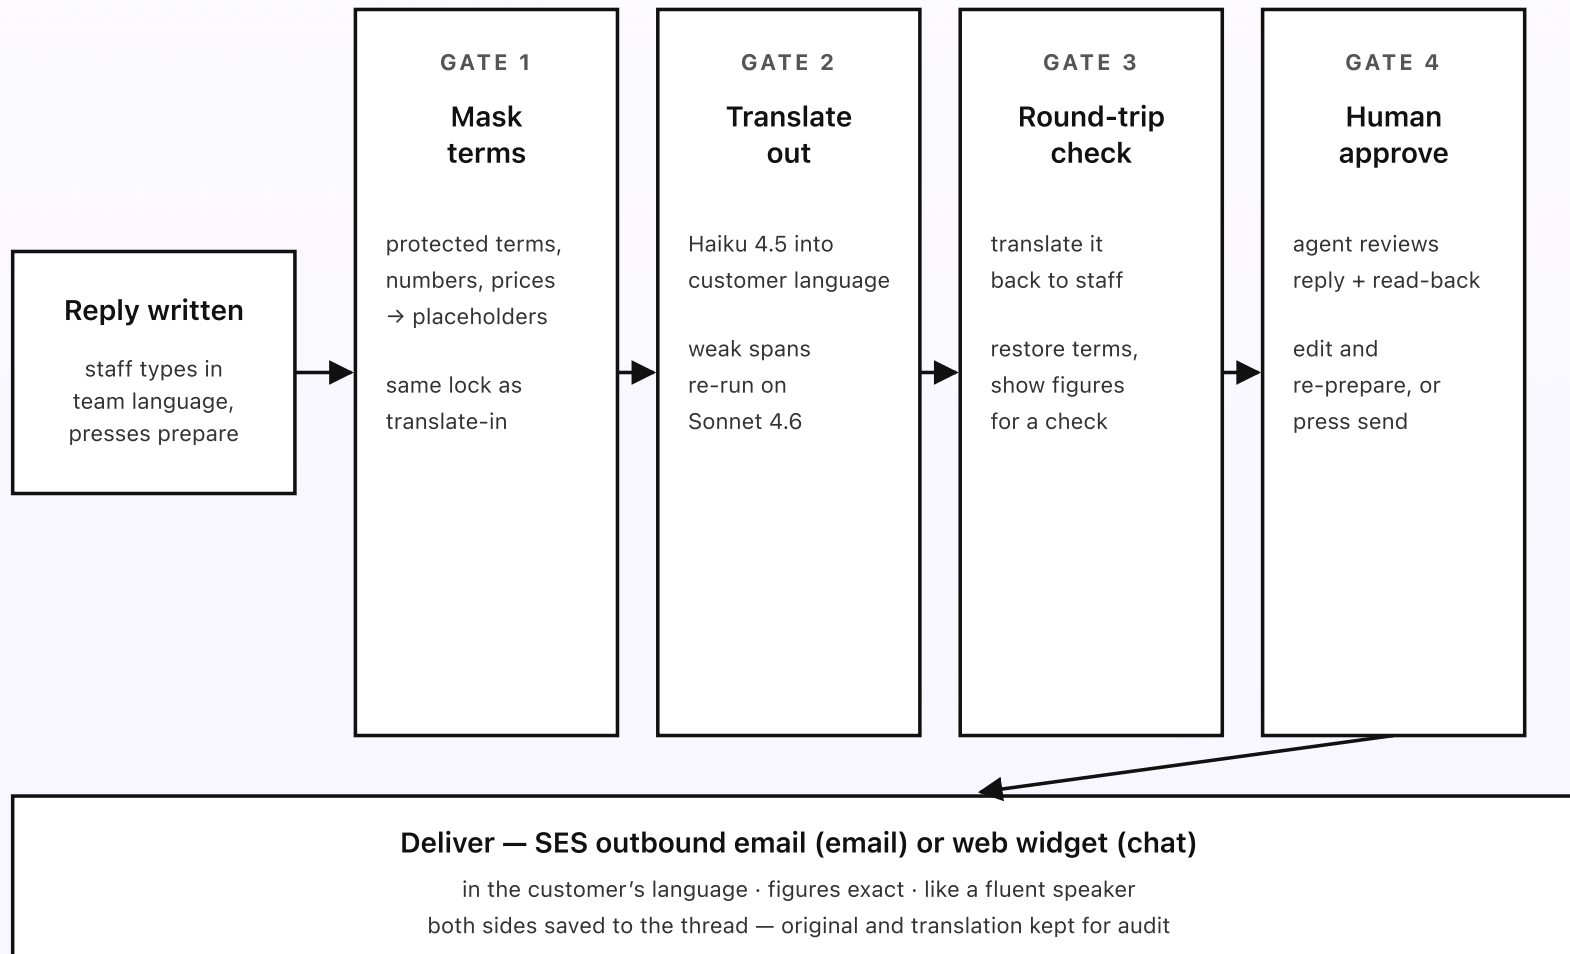 Reply written
staff types in
team language,
presses prepare
GATE 1
Mask
terms
protected terms,
numbers, prices
→ placeholders
same lock as
translate-in
GATE 2
Translate
out
Haiku 4.5 into
customer language
weak spans
re-run on
Sonnet 4.6
GATE 3
Round-trip
check
translate it
back to staff
restore terms,
show figures
for a check
GATE 4
Human
approve
agent reviews
reply + read-back
edit and
re-prepare, or
press send
Deliver — SES outbound email (email) or web widget (chat)
in the customer’s language · figures exact · like a fluent speaker
both sides saved to the thread — original and translation kept for audit